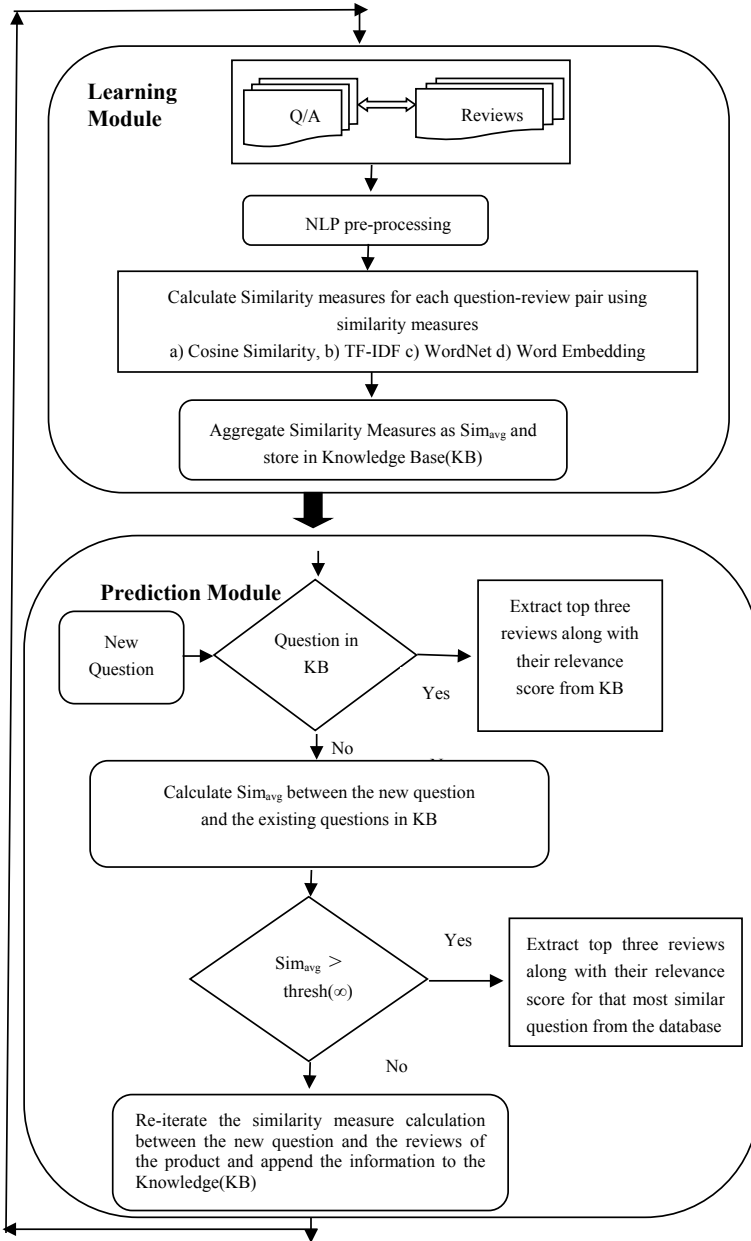 Learning
Module
Q/A
Reviews
NLP pre-processing
Calculate Similarity measures for each question-review pair using
similarity measures
a) Cosine Similarity, b) TF-IDF c) WordNet d) Word Embedding
Aggregate Similarity Measures as Simavg and
store in Knowledge Base(KB)
Prediction Module
New
Question
Question in
KB
Yes
Extract top three
reviews along with
their relevance
score from KB
No
Calculate Simavg between the new question
and the existing questions in KB
Simavg >
thresh(∞)
Yes
Extract top three reviews
along with their relevance
score for that most similar
question from the database
No
Re-iterate the similarity measure calculation
between the new question and the reviews of
the product and append the information to the
Knowledge(KB)